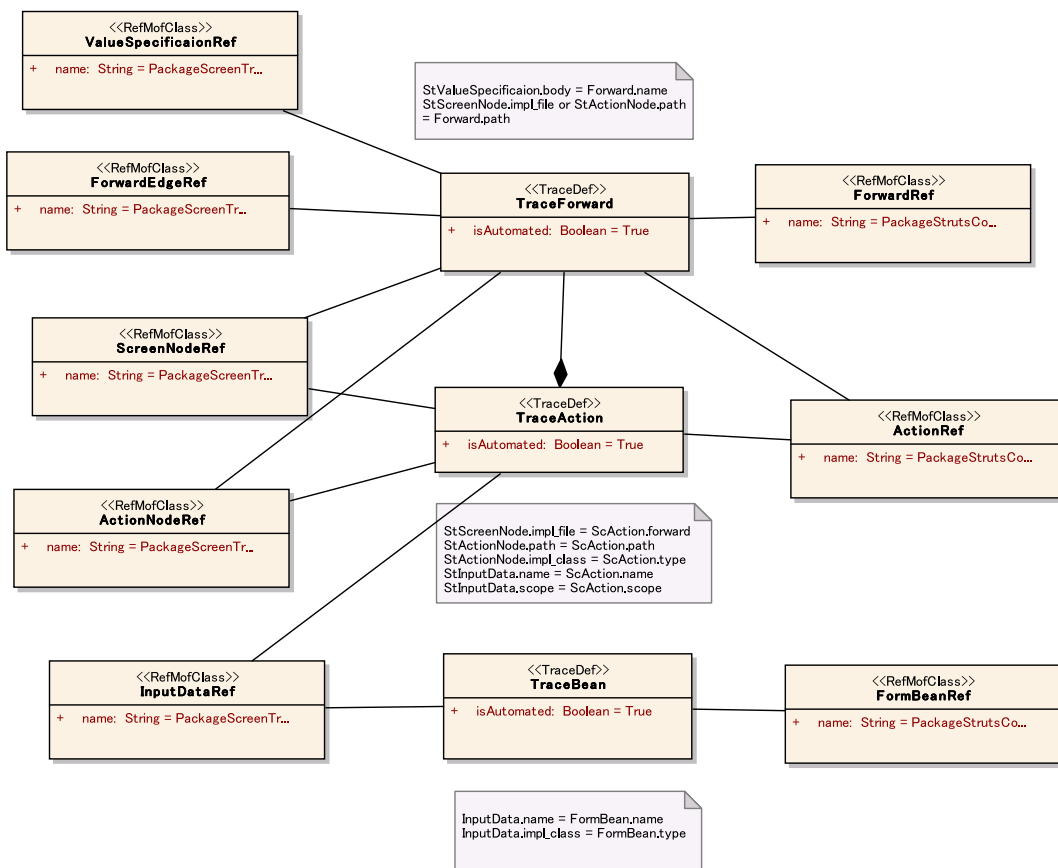 <<RefMofClass>>
ValueSpecificaionRef
+ name: String = PackageScreenTr...
StValueSpecificaion.body = Forward.name
StScreenNode.impl_file or StActionNode.path
= Forward.path
<<RefMofClass>>
ForwardEdgeRef
+ name: String = PackageScreenTr...
<<TraceDef>>
TraceForward
+ isAutomated: Boolean = True
<<RefMofClass>>
ForwardRef
+ name: String = PackageStrutsCo...
<<RefMofClass>>
ScreenNodeRef
+ name: String = PackageScreenTr...
<<TraceDef>>
TraceAction
+ isAutomated: Boolean = True
<<RefMofClass>>
ActionRef
+ name: String = PackageStrutsCo...
<<RefMofClass>>
ActionNodeRef
+ name: String = PackageScreenTr...
StScreenNode.impl_file = ScAction.forward
StActionNode.path = ScAction.path
StActionNode.impl_class = ScAction.type
StInputData.name = ScAction.name
StInputData.scope = ScAction.scope
<<RefMofClass>>
InputDataRef
+ name: String = PackageScreenTr...
<<TraceDef>>
TraceBean
+ isAutomated: Boolean = True
<<RefMofClass>>
FormBeanRef
+ name: String = PackageStrutsCo...
InputData.name = FormBean.name
InputData.impl_class = FormBean.type